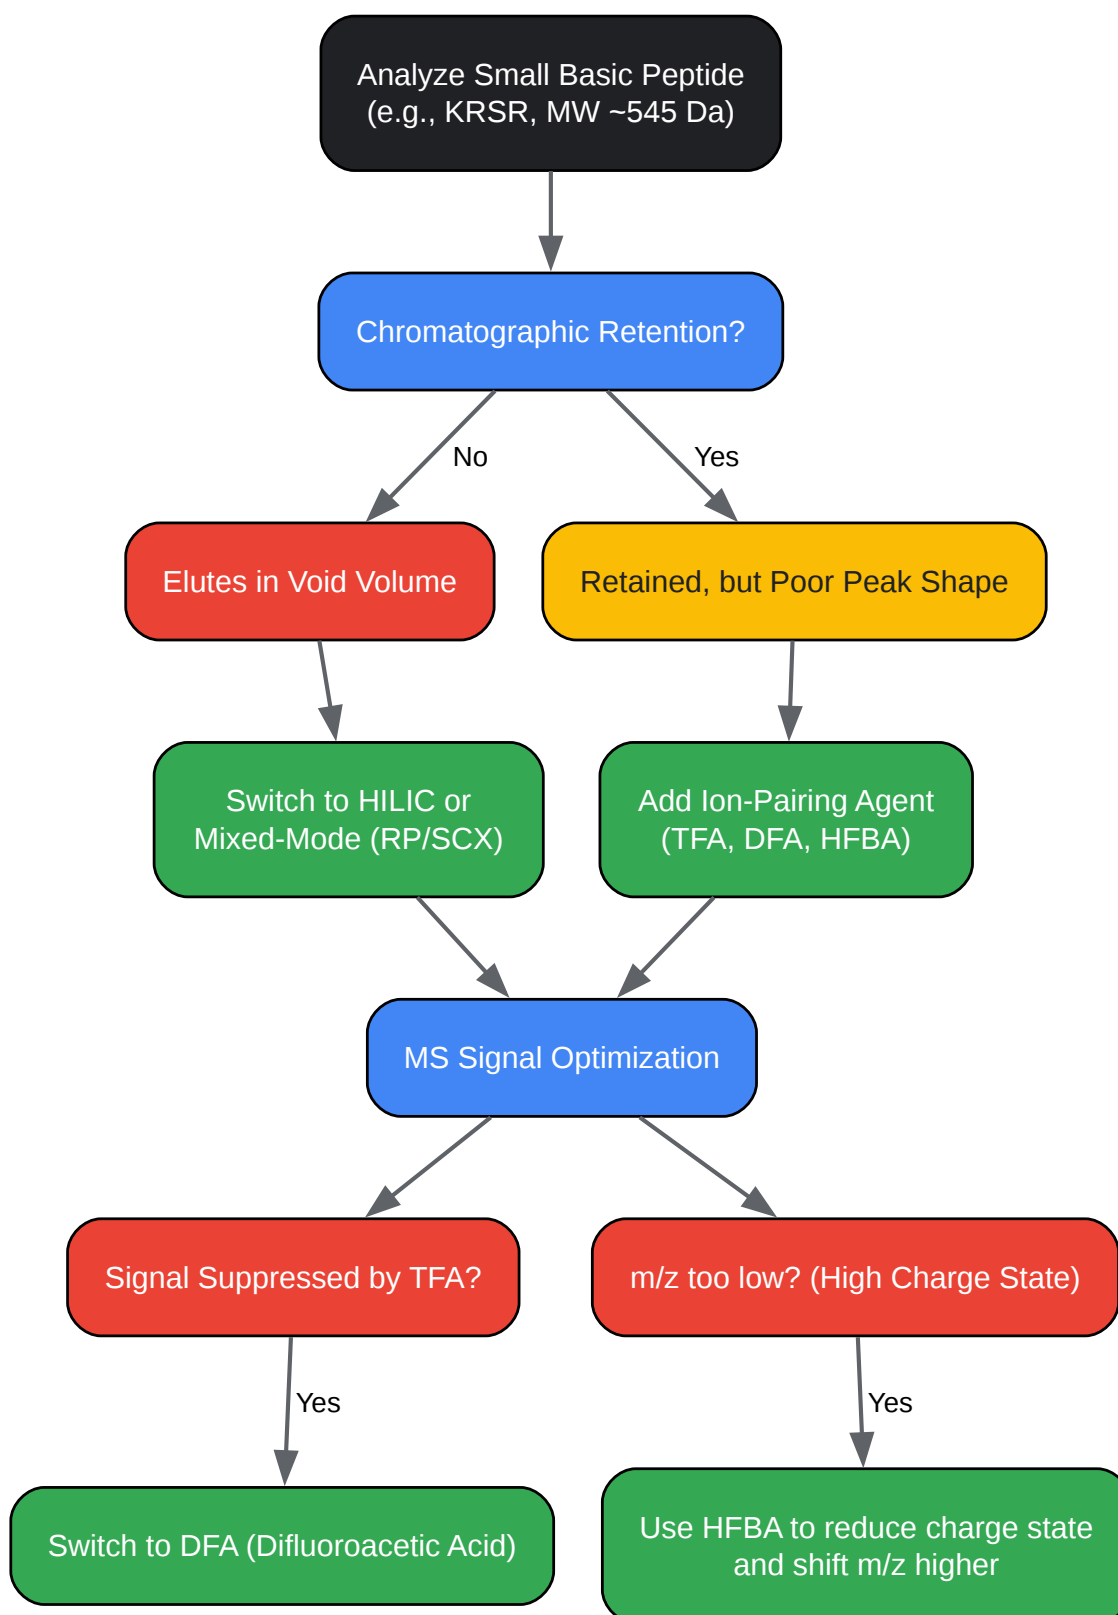 Analyze Small Basic Peptide
(e.g., KRSR, MW ~545 Da)
Chromatographic Retention?
No
Yes
Elutes in Void Volume
Retained, but Poor Peak Shape
Switch to HILIC or
Mixed-Mode (RP/SCX)
Add Ion-Pairing Agent
(TFA, DFA, HFBA)
MS Signal Optimization
Signal Suppressed by TFA?
m/z too low? (High Charge State)
Yes
Yes
Switch to DFA (Difluoroacetic Acid)
Use HFBA to reduce charge state
and shift m/z higher